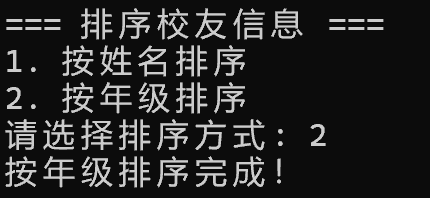 === 排序校友信息 ===
1. 按姓名排序
2. 按年级排序
请选择排序方式: 2
按年级排序完成!